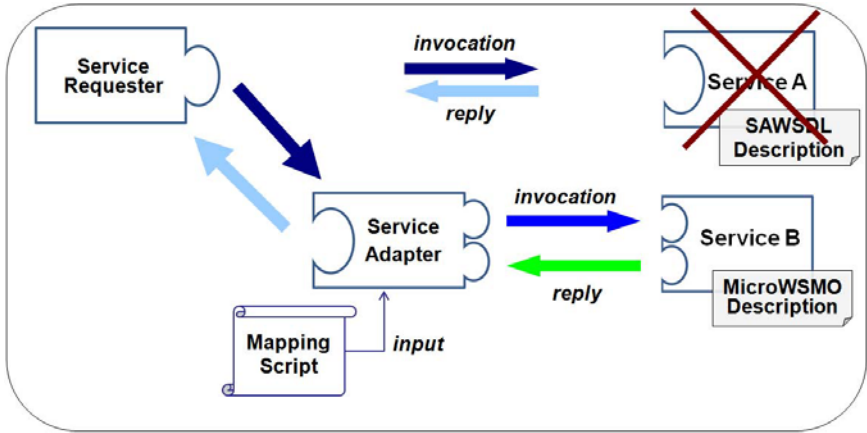 Service
Requester
invocation
reply
Service A
SAWSDL
Description
Service
Adapter
invocation
reply
Service B
MicroWSMO
Description
Mapping
Script
input